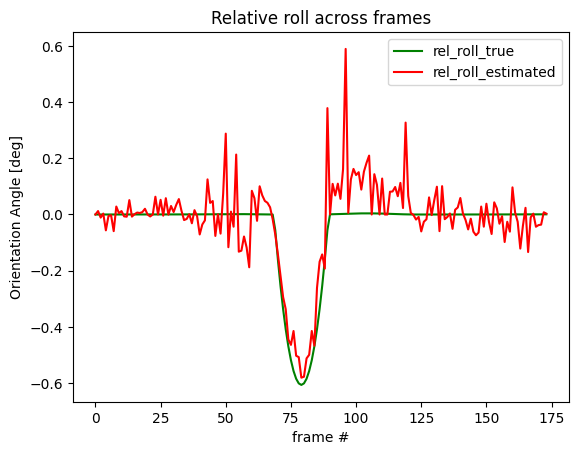 Relative roll across frames
rel_roll_true
rel_roll_estimated
Orientation Angle [deg]
0.6
0.4
0.2
0.0
−0.2
−0.4
−0.6
0 25 50 75 100 125 150 175
frame #